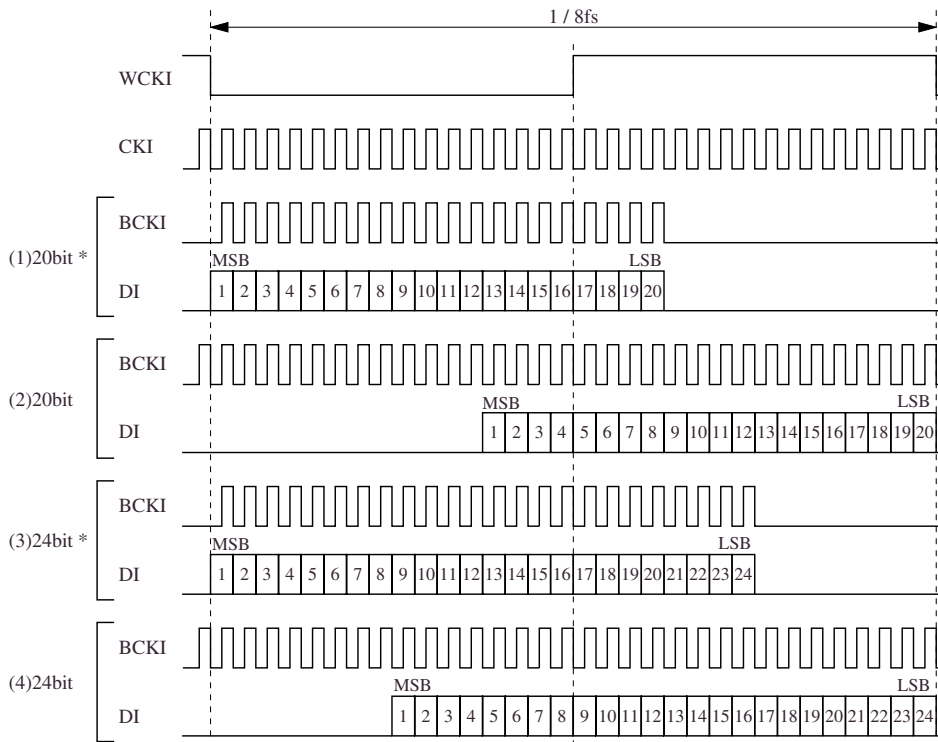 1 / 8fs
WCKI
CKI
(1)20bit *
BCKI
MSB LSB
DI 1 2 3 4 5 6 7 8 9 10 11 12 13 14 15 16 17 18 19 20
(2)20bit
BCKI
MSB LSB
DI 1 2 3 4 5 6 7 8 9 10 11 12 13 14 15 16 17 18 19 20
(3)24bit *
BCKI
MSB LSB
DI 1 2 3 4 5 6 7 8 9 10 11 12 13 14 15 16 17 18 19 20 21 22 23 24
(4)24bit
BCKI
MSB LSB
DI 1 2 3 4 5 6 7 8 9 10 11 12 13 14 15 16 17 18 19 20 21 22 23 24